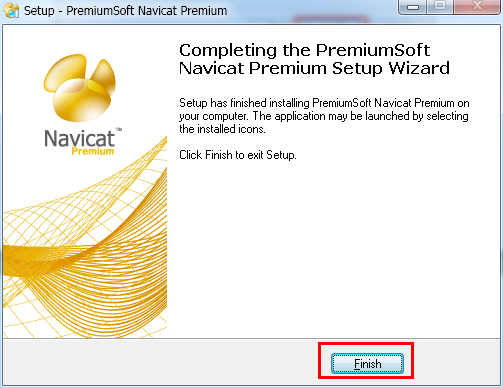 Setup - PremiumSoft Navicat Premium
Completing the PremiumSoft
Navicat Premium Setup Wizard
Setup has finished installing PremiumSoft Navicat Premium on
your computer. The application may be launched by selecting
the installed icons.
Click Finish to exit Setup.
Navicat™
Premium
Finish